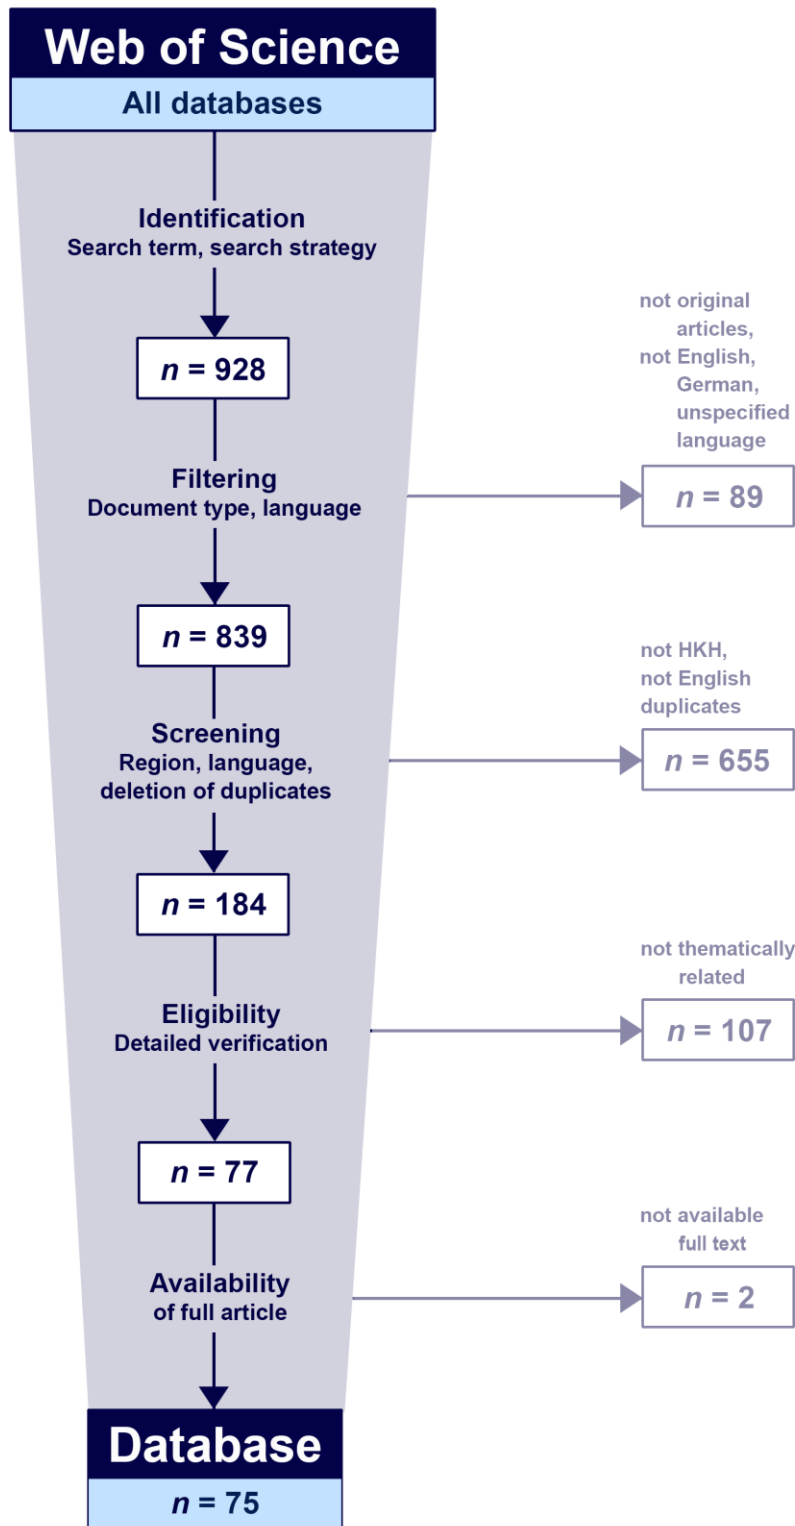 Web of Science
All databases
Identification
Search term, search strategy
n = 928
not original
articles,
not English,
German,
unspecified
language
Filtering
Document type, language
n = 89
n = 839
not HKH,
not English
duplicates
Screening
Region, language,
deletion of duplicates
n = 655
n = 184
not thematically
related
Eligibility
Detailed verification
n = 107
n = 77
not available
full text
Availability
of full article
n = 2
Database
n = 75